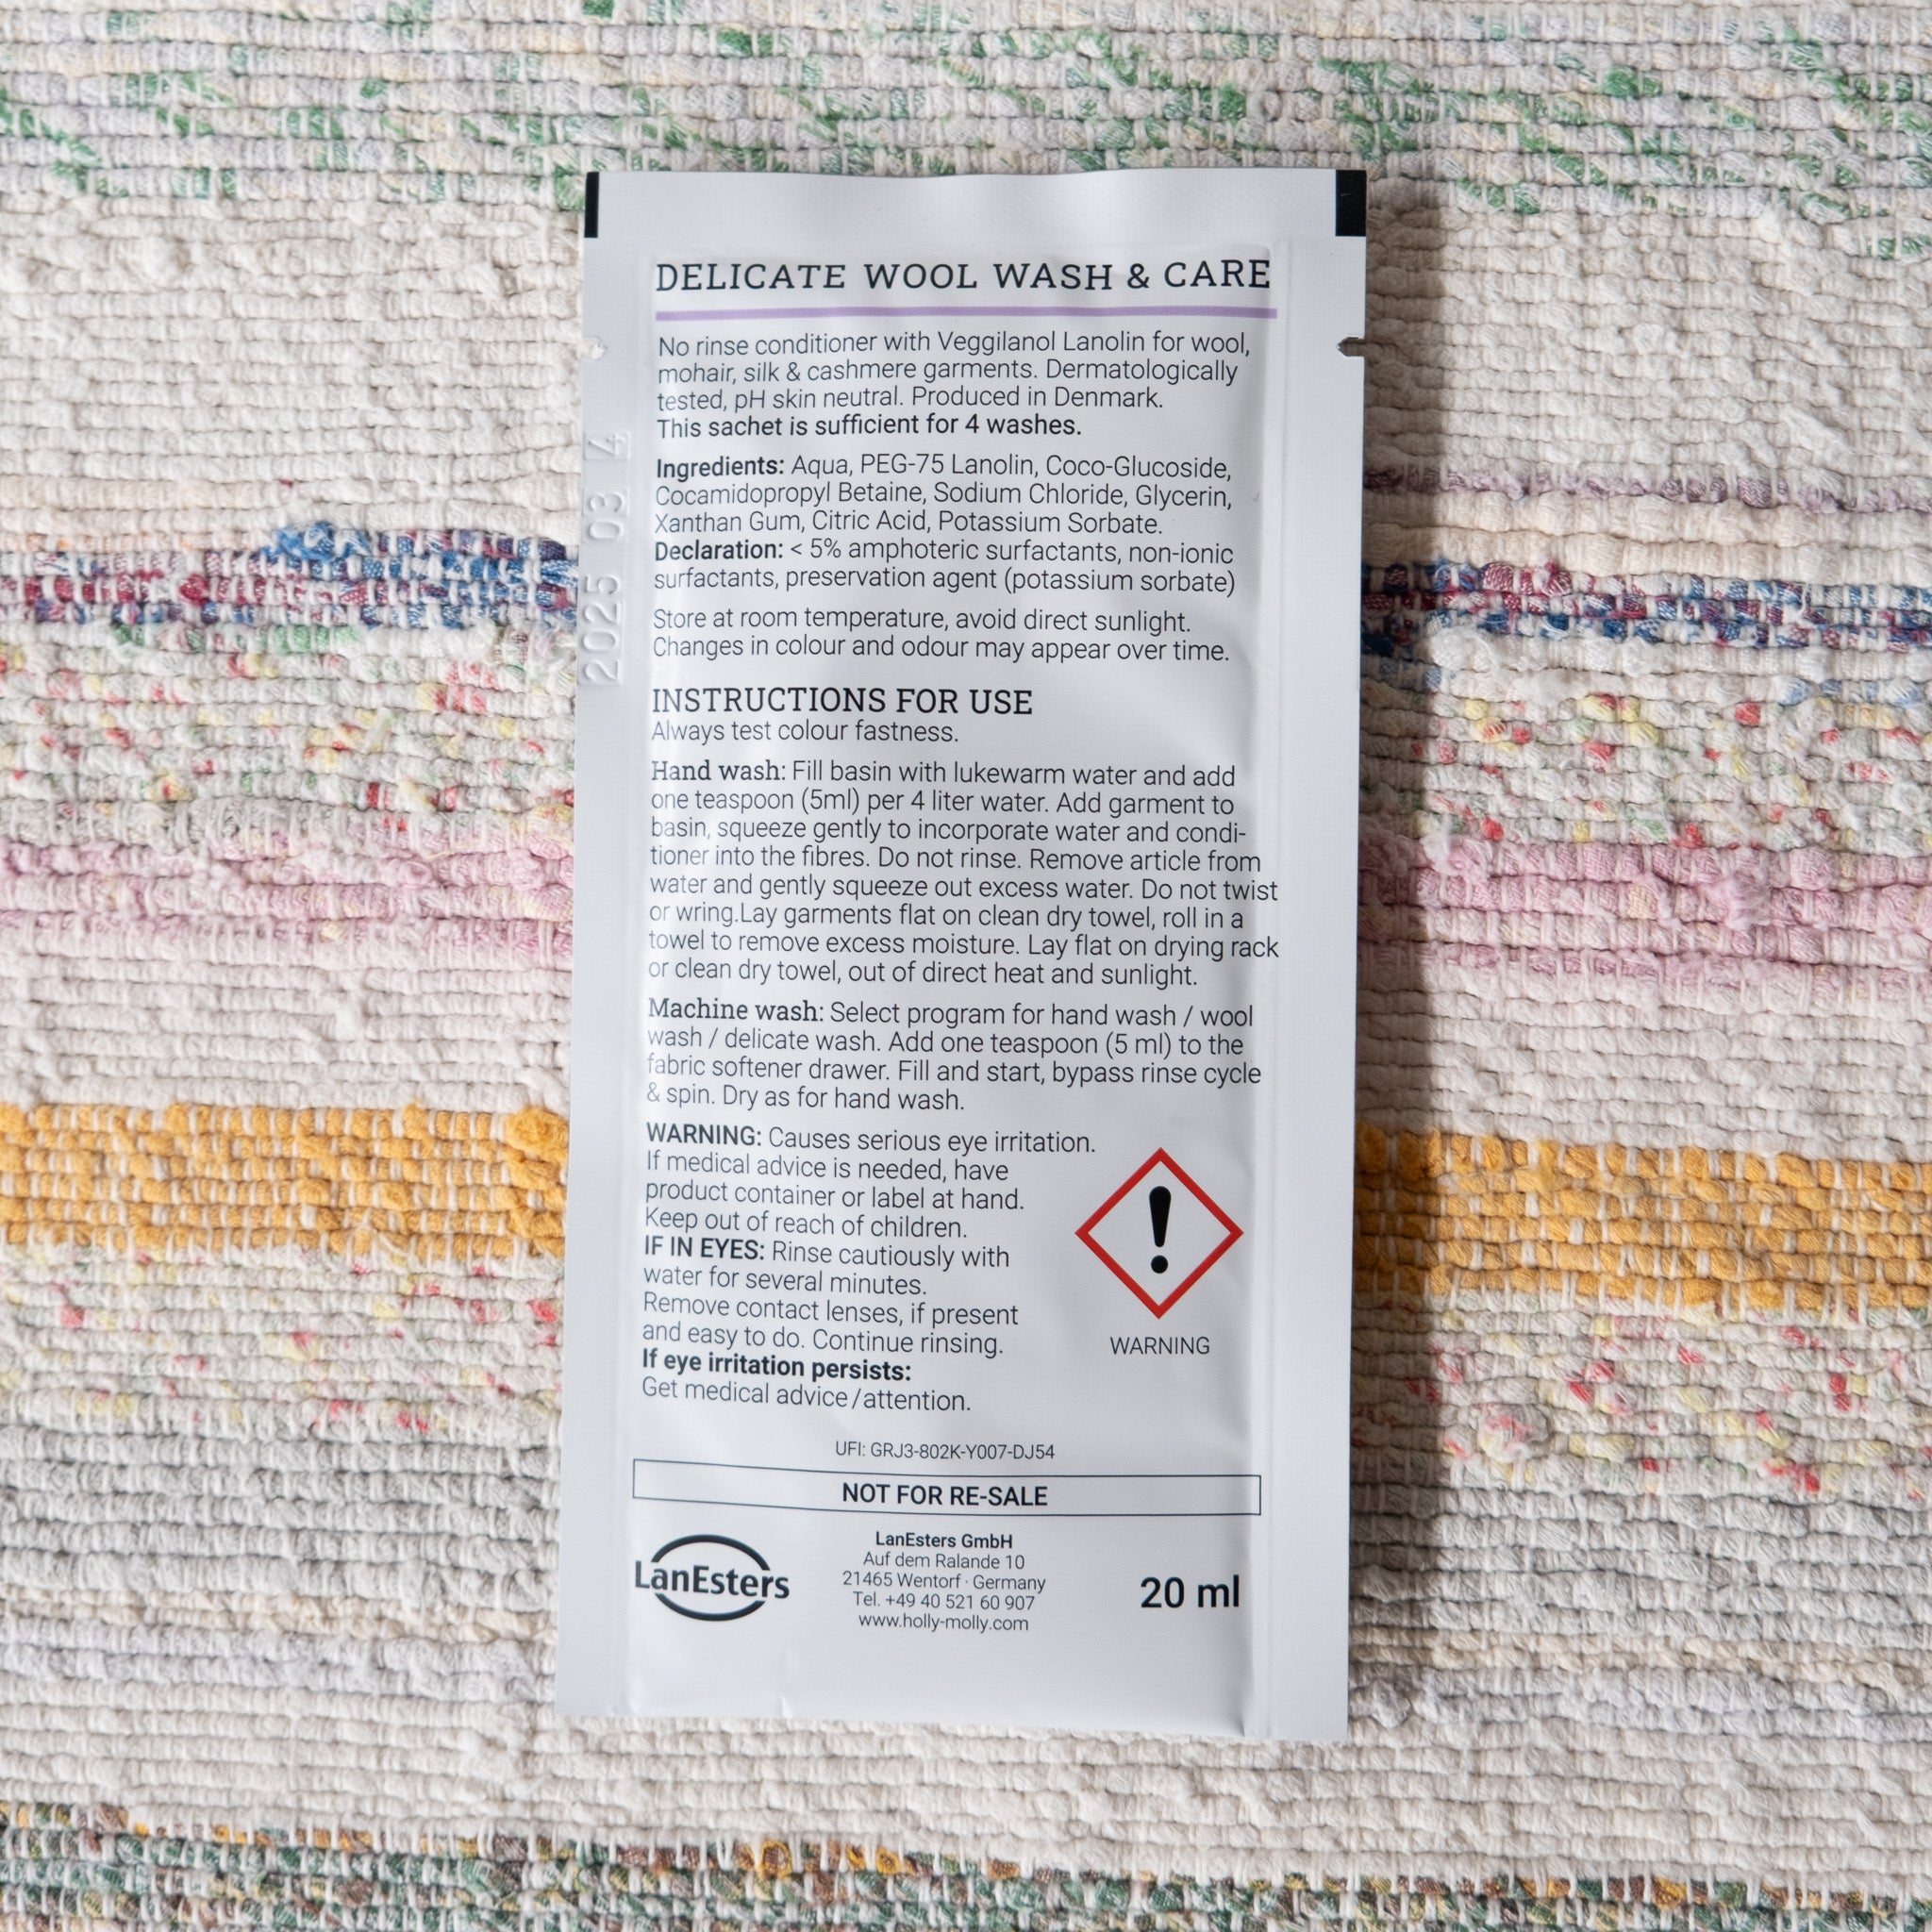 DELICATE WOOL WASH & CARE
No rinse conditioner with Veggilanol Lanolin for wool,
mohair, silk & cashmere garments. Dermatologically
tested, pH skin neutral. Produced in Denmark.
This sachet is sufficient for 4 washes.
Ingredients: Aqua, PEG-75 Lanolin, Coco-Glucoside,
Cocamidopropyl Betaine, Sodium Chloride, Glycerin,
Xanthan Gum, Citric Acid, Potassium Sorbate.
Declaration: < 5% amphoteric surfactants, non-ionic
surfactants, preservation agent (potassium sorbate)
Store at room temperature, avoid direct sunlight.
Changes in colour and odour may appear over time.
INSTRUCTIONS FOR USE
Always test colour fastness.
Hand wash: Fill basin with lukewarm water and add
one teaspoon (5ml) per 4 liter water. Add garment to
basin, squeeze gently to incorporate water and condi-
tioner into the fibres. Do not rinse. Remove article from
water and gently squeeze out excess water. Do not twist
or wring.Lay garments flat on clean dry towel, roll in a
towel to remove excess moisture. Lay flat on drying rack
or clean dry towel, out of direct heat and sunlight.
Machine wash: Select program for hand wash / wool
wash / delicate wash. Add one teaspoon (5 ml) to the
fabric softener drawer. Fill and start, bypass rinse cycle
& spin. Dry as for hand wash.
WARNING: Causes serious eye irritation.
If medical advice is needed, have
product container or label at hand.
Keep out of reach of children.
IF IN EYES: Rinse cautiously with
water for several minutes.
Remove contact lenses, if present
and easy to do. Continue rinsing.
If eye irritation persists:
Get medical advice/attention.
!
WARNING
UFI: GRJ3-802K-Y007-DJ54
NOT FOR RE-SALE
LanEsters
LanEsters GmbH
Auf dem Ralande 10
21465 Wentorf · Germany
Tel. +49 40 521 60 907
www.holly-molly.com
20 ml
2025 03 4